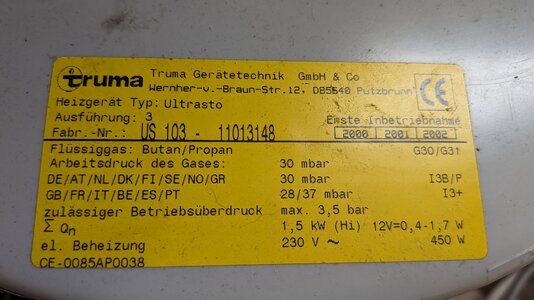 truma Truma Gerätetechnik GmbH & Co
Wernher-v.-Braun-Str.12, D85640 Putzbrunn
CE
Heizgerät Typ: Ultrasto
Ausführung: 3 Erste Inbetriebnahme
Fabr.-Nr.: US 103 - 11013148 2000 2001 2002
Flüssiggas: Butan/Propan G30/G31
Arbeitsdruck des Gases: 30 mbar
DE/AT/NL/DK/FI/SE/NO/GR 30 mbar I3B/P
GB/FR/IT/BE/ES/PT 28/37 mbar I3+
zulässiger Betriebsüberdruck max. 3,5 bar
Σ Qn 1,5 kW (Hi) 12V=0,4-1,7 W
el. Beheizung 230 V ~ 450 W
CE-0085AP0038